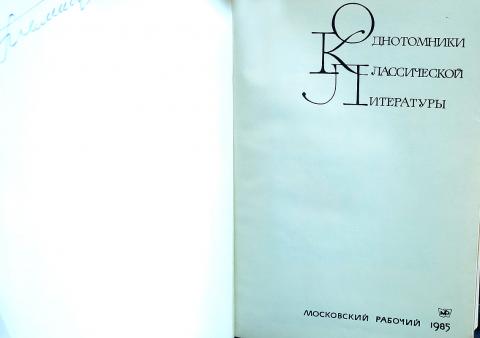 Однотомники
Классической
Литературы
МОСКОВСКИЙ РАБОЧИЙ 1985